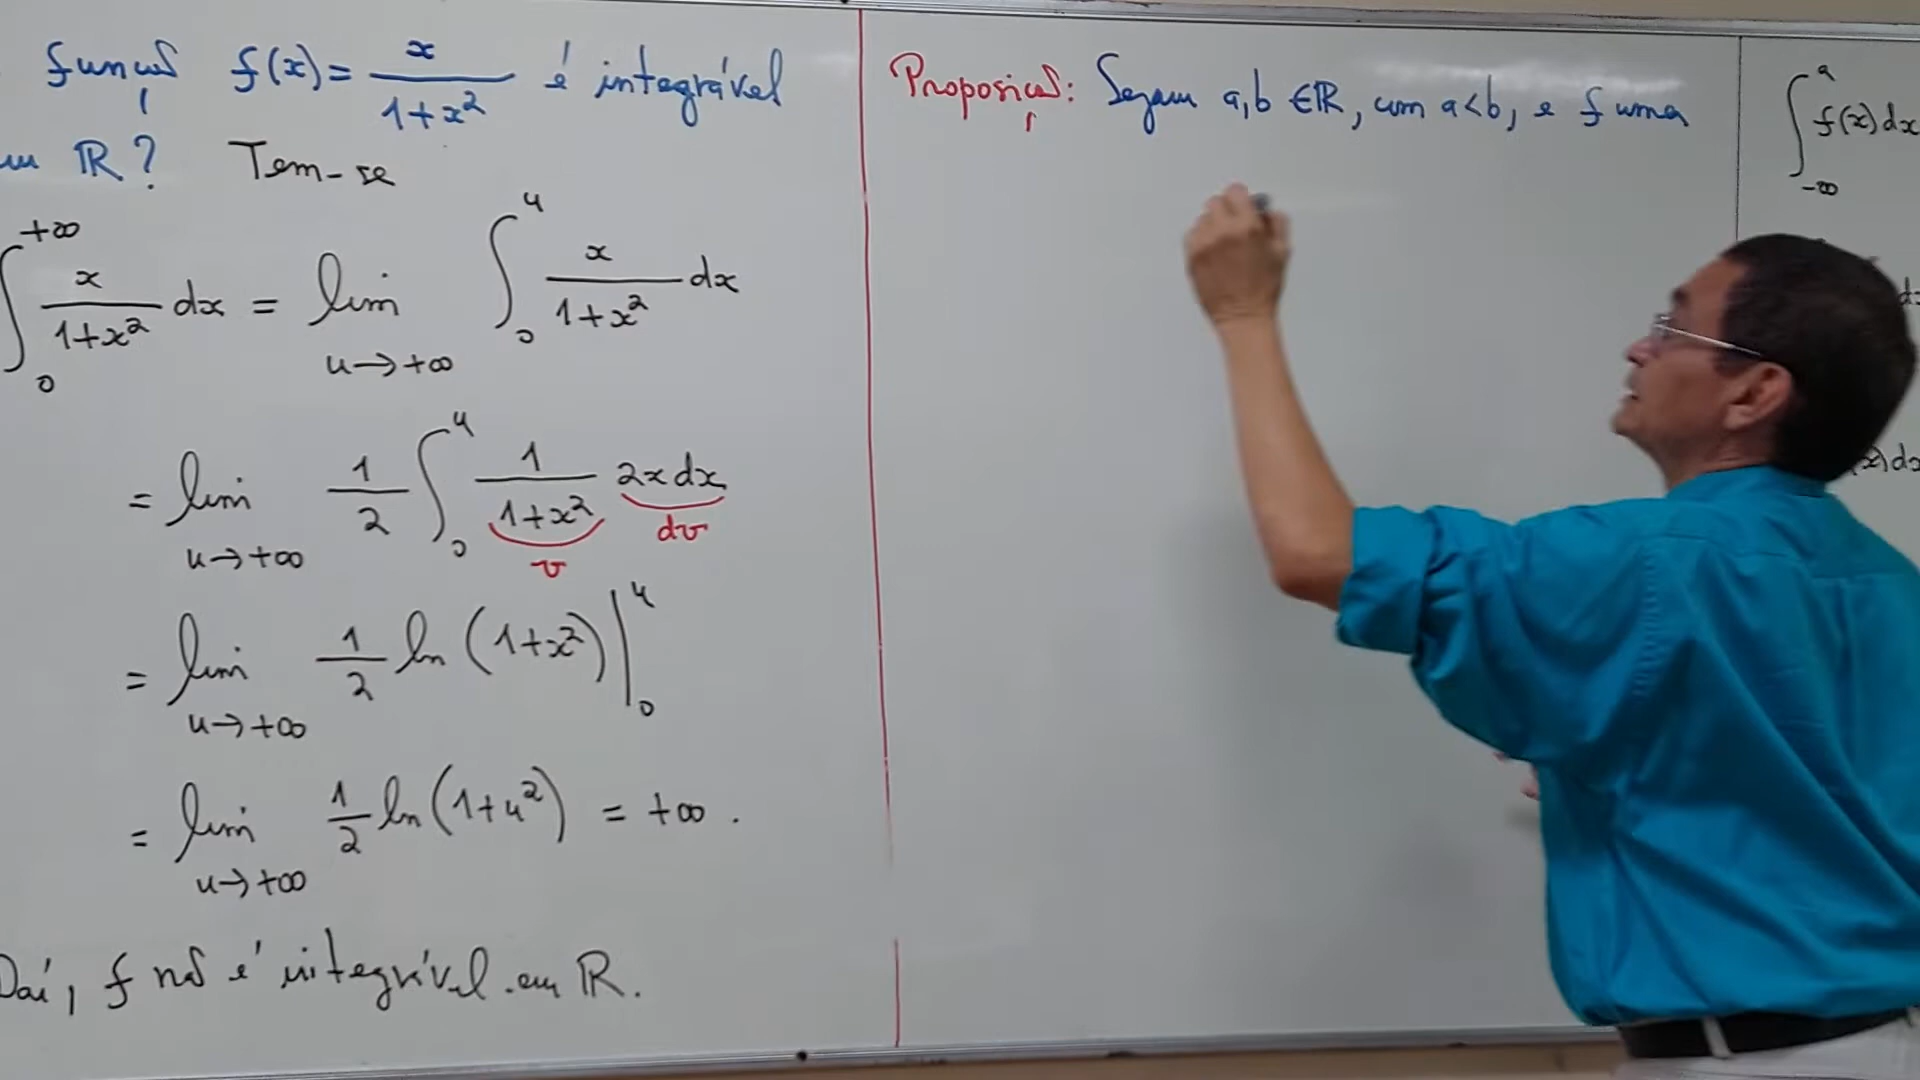 função f(x) = x/(1+x²) é integrável
em ℝ? Tem-se
∫₀^{+∞} x/(1+x²) dx = lim_{u→+∞} ∫₀^u x/(1+x²) dx
= lim_{u→+∞} 1/2 ∫₀^u 1/(1+x²) 2x dx
v dv
= lim_{u→+∞} 1/2 ln (1+x²) |₀^u
= lim_{u→+∞} 1/2 ln (1+u²) = +∞ .
Daí, f não é integrável em ℝ.
Proposição: Sejam a,b ∈ ℝ, com a<b, e f uma
∫_{-∞}^a f(x) dx